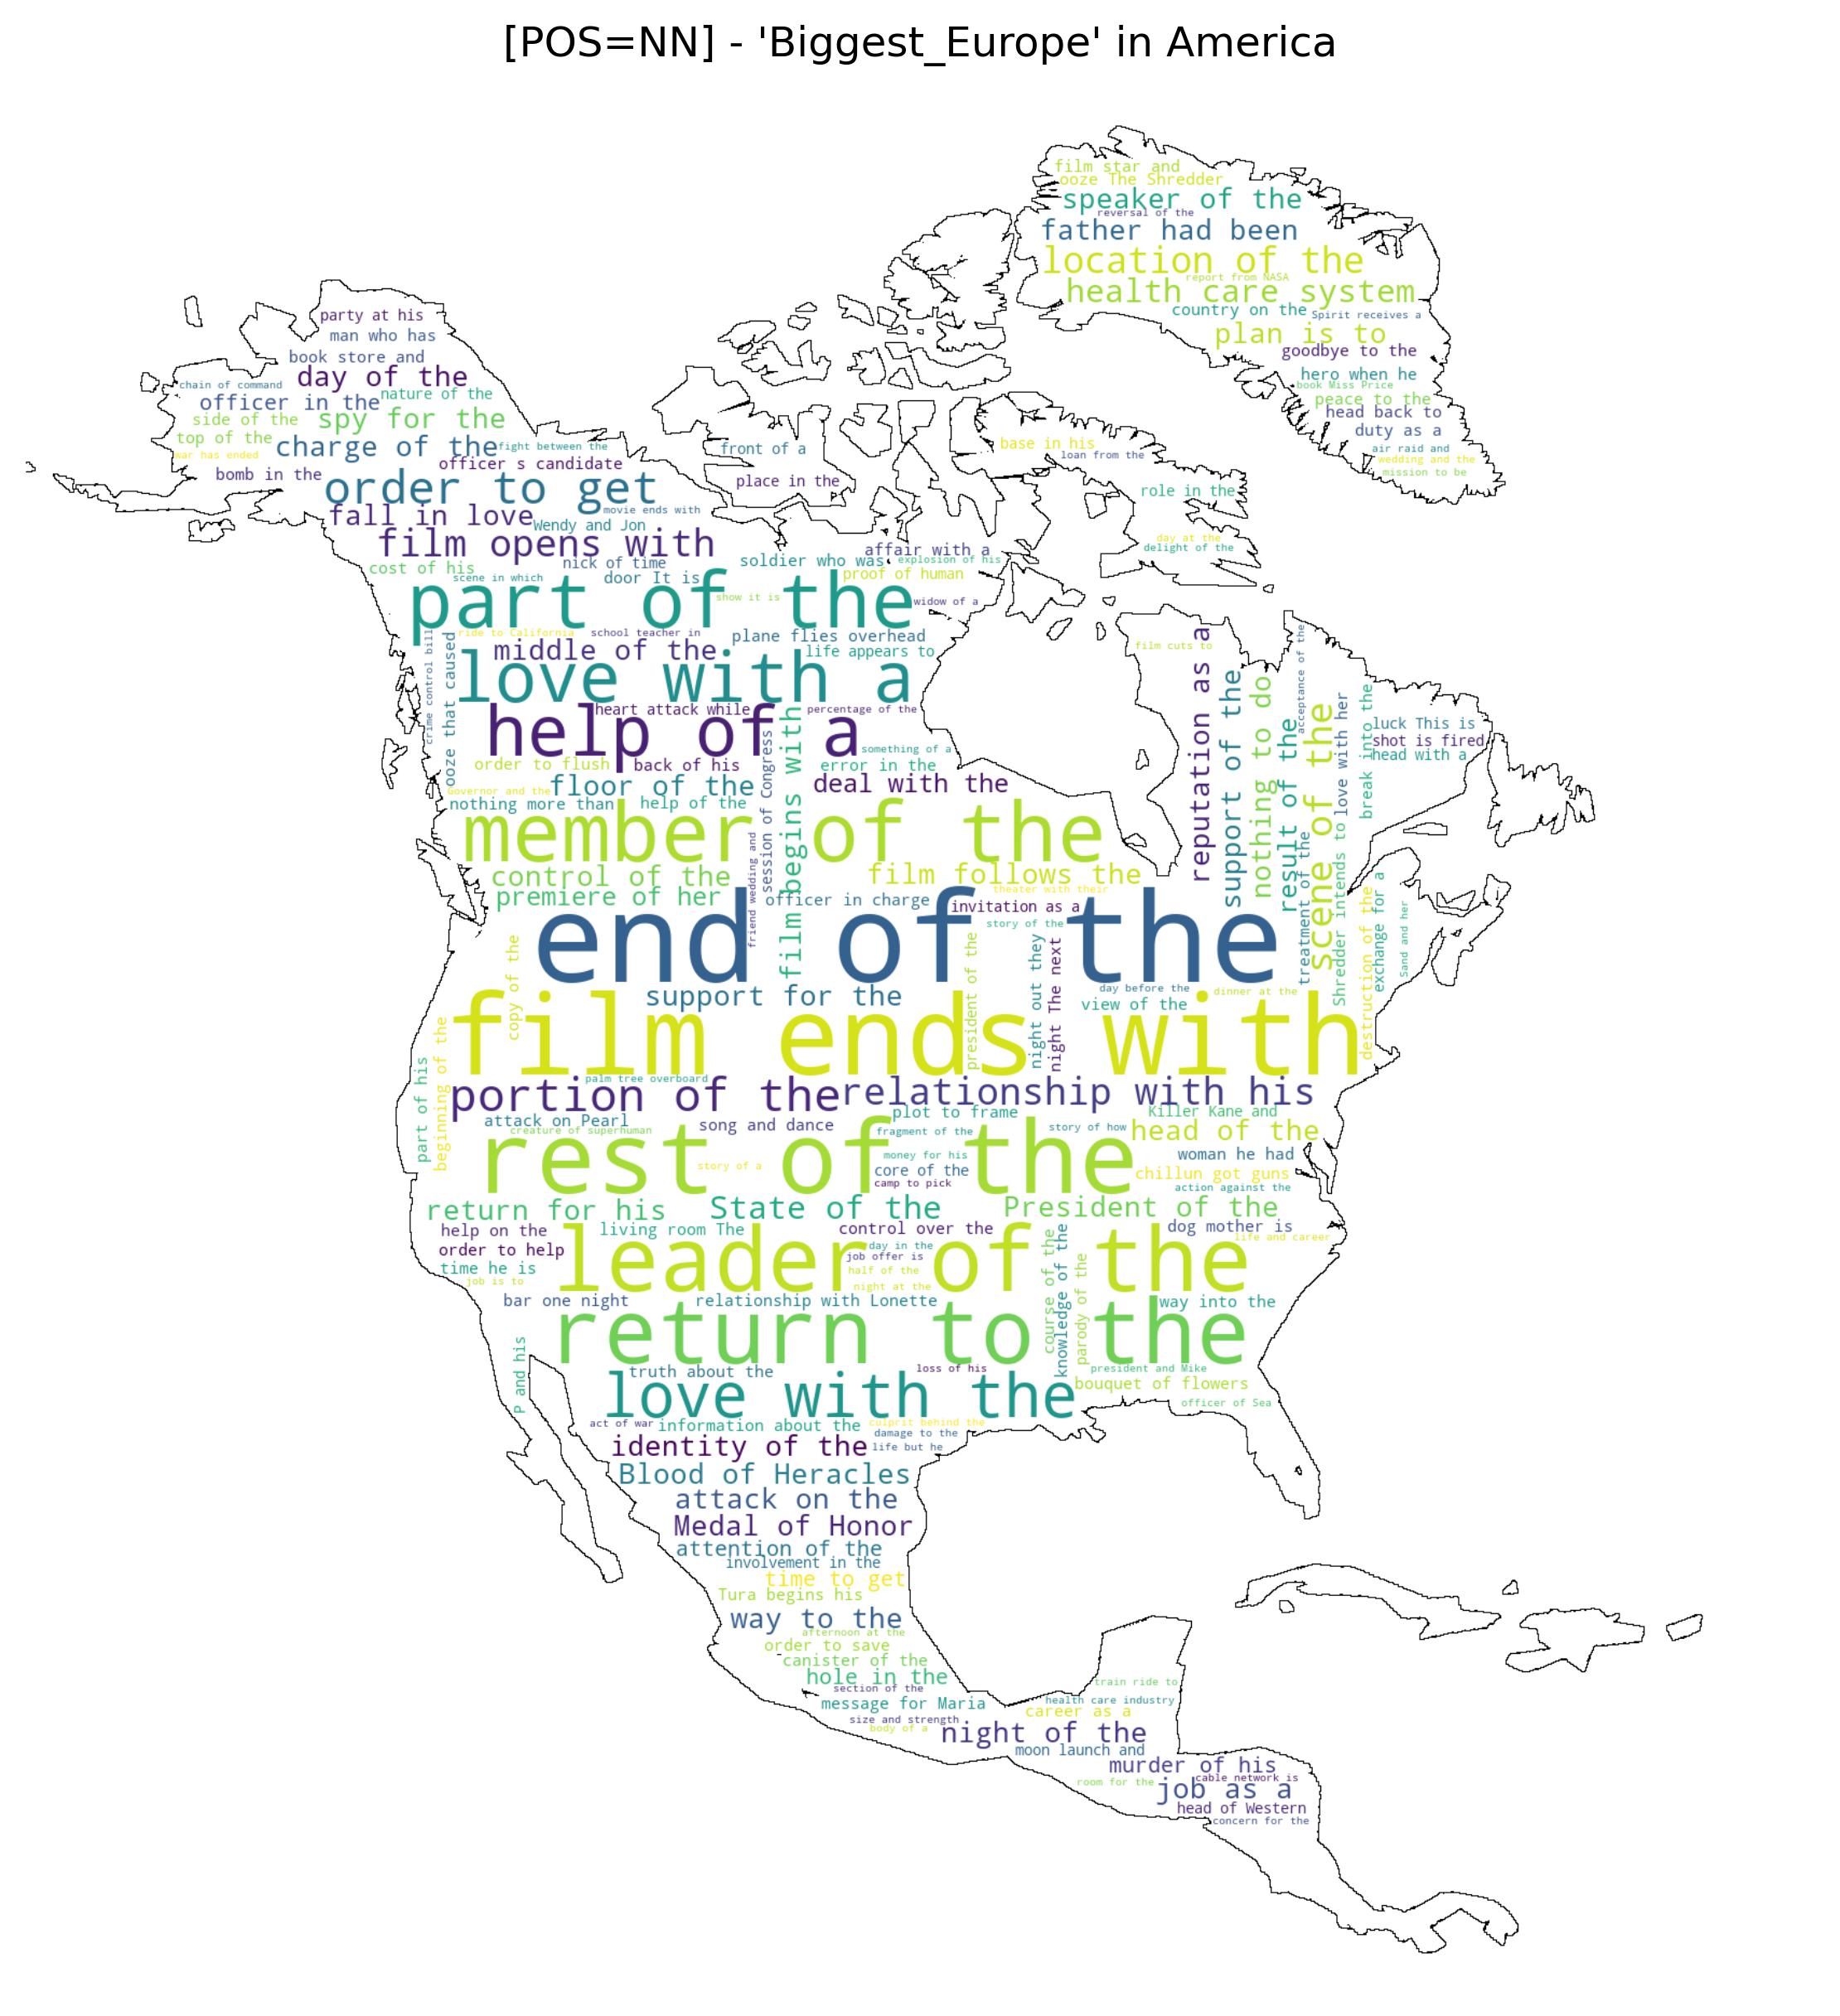 [POS=NN] - 'Biggest_Europe' in America
film star and
ooze The Shredder
speaker of the
reversal of the
father had been
location of the
report from NASA
health care system
country on the
Spirit receives a
plan is to
goodbye to the
hero when he
book Miss Price
peace to the
head back to
duty as a
air raid and
wedding and the
mission to be
party at his
man who has
book store and
day of the
chain of command
nature of the
officer in the
side of the
spy for the
top of the
charge of the
fight between the
war has ended
officer s candidate
bomb in the
order to get
movie ends with
fall in love
Wendy and Jon
film opens with
nick of time
cost of his
scene in which
door It is
front of a
place in the
base in his
loan from the
role in the
day at the
delight of the
affair with a
soldier who was
explosion of his
proof of human
part of the
show it is
widow of a
ride to California
school teacher in
plane flies overhead
middle of the
life appears to
love with a
crime control bill
ooze that caused
heart attack while
percentage of the
help of a
something of a
order to flush
back of his
error in the
floor of the
deal with the
Governor and the
nothing more than
help of the
session of Congress
film begins with
member of the
friend wedding and
control of the
film follows the
theater with their
premiere of her
officer in charge
invitation as a
story of the
end of the
film cuts to
reputation as a
support of the
nothing to do
result of the
acceptance of the
treatment of the
scene of the
love with her
Shredder intends to
break into the
destruction of the
exchange for a
Sand and her
luck This is
shot is fired
head with a
copy of the
support for the
president of the
night out they
night The next
day before the
dinner at the
view of the
film ends with
part of his
beginning of the
palm tree overboard
portion of the
relationship with his
plot to frame
Killer Kane and
attack on Pearl
song and dance
creature of superhuman
fragment of the
story of how
head of the
rest of the
money for his
story of a
core of the
camp to pick
woman he had
chillun got guns
action against the
return for his
State of the
President of the
help on the
living room The
control over the
dog mother is
life and career
order to help
day in the
job offer is
leader of the
time he is
half of the
job is to
night at the
course of the
knowledge of the
parody of the
bar one night
relationship with Lonette
way into the
return to the
P and his
truth about the
loss of his
president and Mike
bouquet of flowers
love with the
officer of Sea
act of war
information about the
culprit behind the
damage to the
identity of the
life but he
Blood of Heracles
attack on the
Medal of Honor
attention of the
involvement in the
time to get
Tura begins his
way to the
afternoon at the
order to save
canister of the
hole in the
section of the
message for Maria
size and strength
body of a
train ride to
health care industry
career as a
night of the
moon launch and
murder of his
cable network is
room for the
job as a
head of Western
concern for the